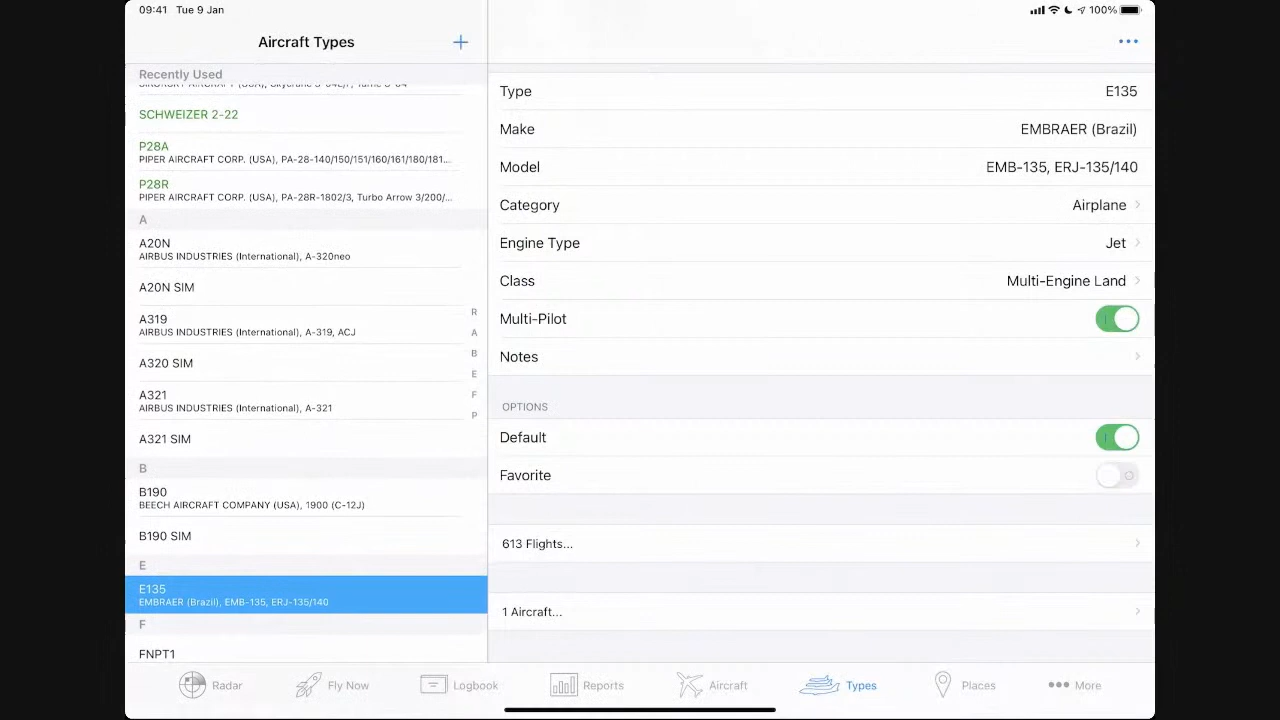 09:41 Tue 9 Jan
100%
Aircraft Types
Recently Used
SCHWEIZER 2-22
P28A
PIPER AIRCRAFT CORP. (USA), PA-28-140/150/151/160/161/180/181...
P28R
PIPER AIRCRAFT CORP. (USA), PA-28R-1802/3, Turbo Arrow 3/200/...
A
A20N
AIRBUS INDUSTRIES (International), A-320neo
A20N SIM
A319
AIRBUS INDUSTRIES (International), A-319, ACJ
A320 SIM
A321
AIRBUS INDUSTRIES (International), A-321
A321 SIM
B
B190
BEECH AIRCRAFT COMPANY (USA), 1900 (C-12J)
B190 SIM
E
E135
EMBRAER (Brazil), EMB-135, ERJ-135/140
F
FNPT1
R
A
B
E
F
P
Type E135
Make EMBRAER (Brazil)
Model EMB-135, ERJ-135/140
Category Airplane
Engine Type Jet
Class Multi-Engine Land
Multi-Pilot
Notes
OPTIONS
Default
Favorite
613 Flights...
1 Aircraft...
Radar Fly Now Logbook Reports Aircraft Types Places More